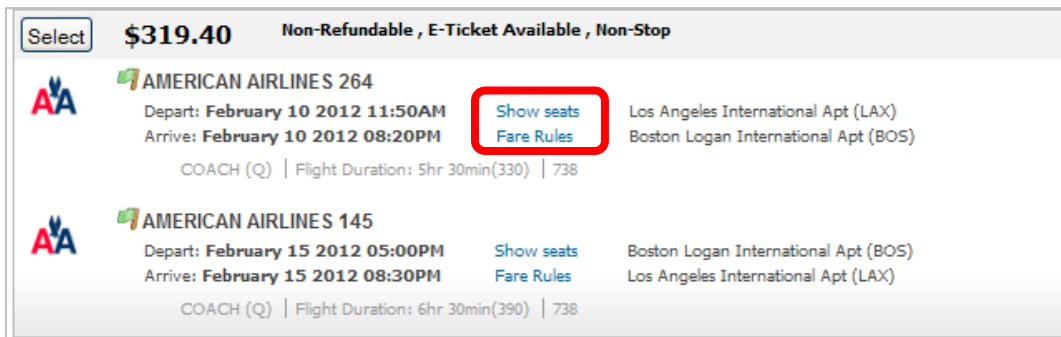 Select $319.40 Non-Refundable , E-Ticket Available , Non-Stop
AA AMERICAN AIRLINES 264
Depart: February 10 2012 11:50AM Show seats Los Angeles International Apt (LAX)
Arrive: February 10 2012 08:20PM Fare Rules Boston Logan International Apt (BOS)
COACH (Q) | Flight Duration: 5hr 30min(330) | 738
AA AMERICAN AIRLINES 145
Depart: February 15 2012 05:00PM Show seats Boston Logan International Apt (BOS)
Arrive: February 15 2012 08:30PM Fare Rules Los Angeles International Apt (LAX)
COACH (Q) | Flight Duration: 6hr 30min(390) | 738